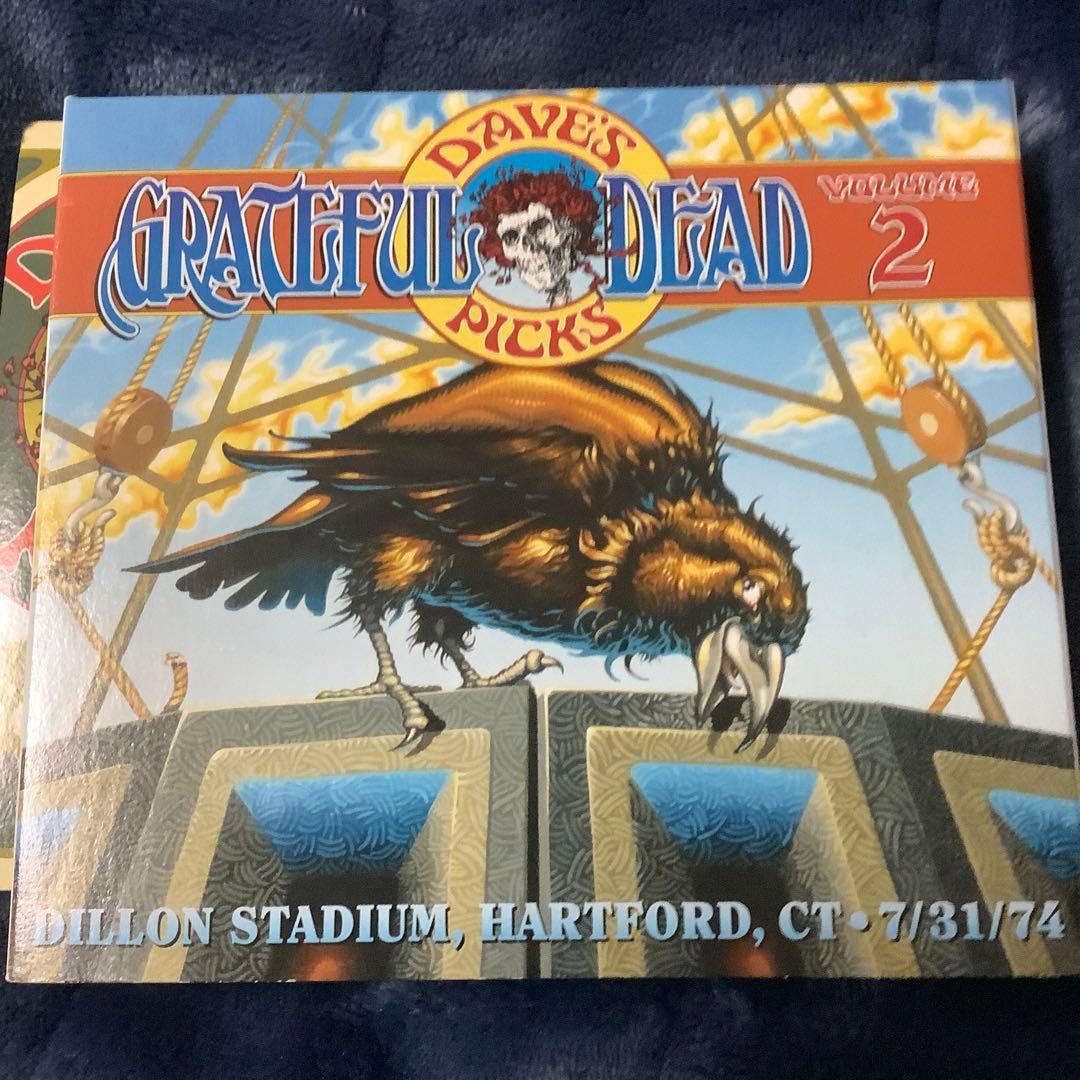 DAVE'S
GRATEFUL DEAD
VOLUME
2
PICKS
DILLON STADIUM, HARTFORD, CT • 7/31/74